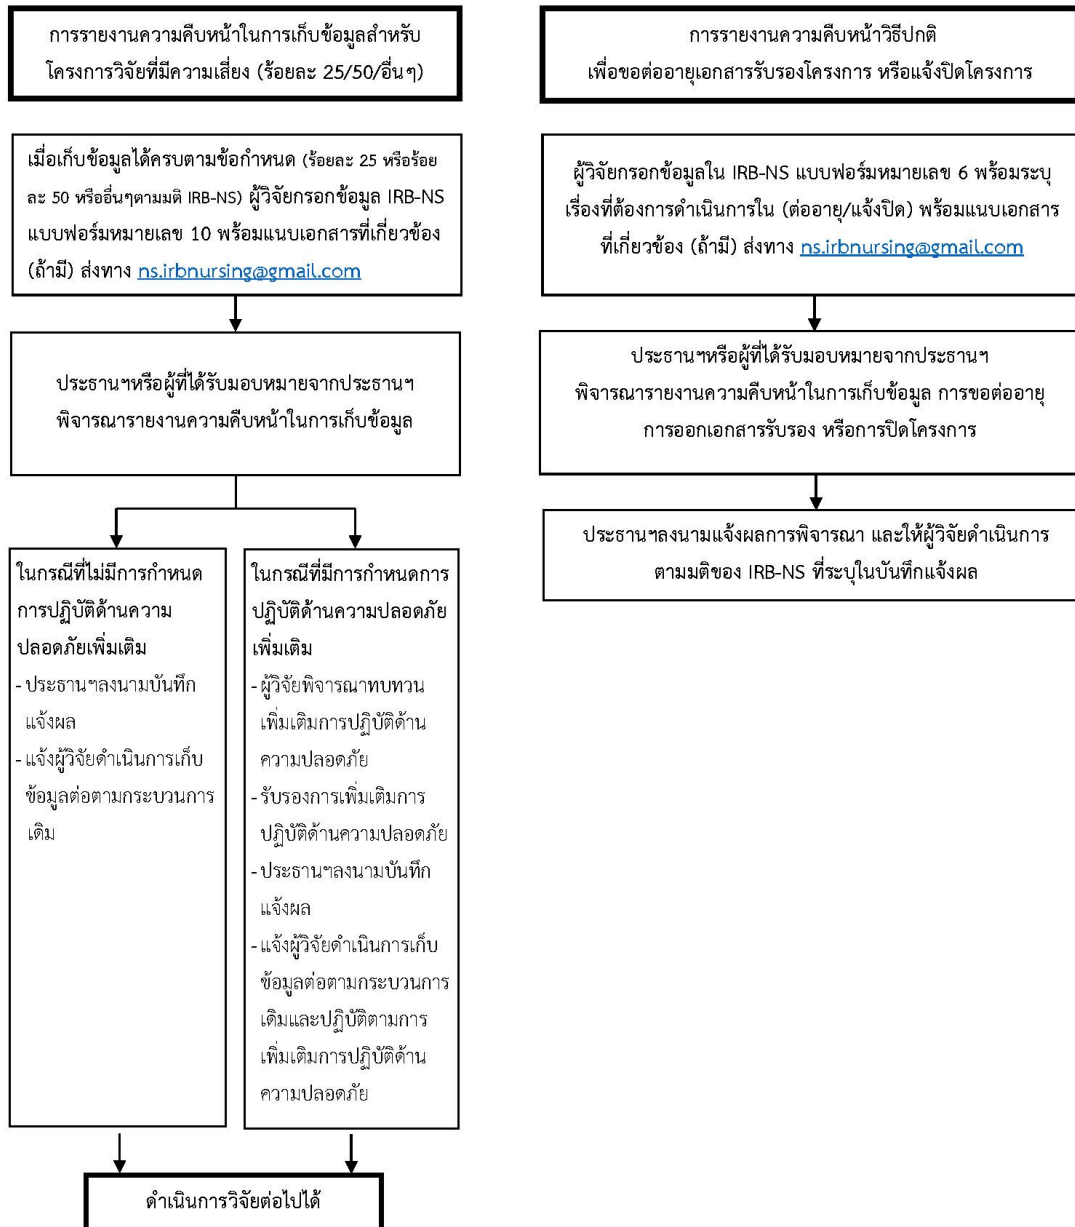 การรายงานความคืบหน้าในการเก็บข้อมูลสำหรับ
โครงการวิจัยที่มีความเสี่ยง (ร้อยละ 25/50/อื่นๆ)
เมื่อเก็บข้อมูลได้ครบตามข้อกำหนด (ร้อยละ 25 หรือร้อย
ละ 50 หรืออื่นๆตามมติ IRB-NS) ผู้วิจัยกรอกข้อมูล IRB-NS
แบบฟอร์มหมายเลข 10 พร้อมแนบเอกสารที่เกี่ยวข้อง
(ถ้ามี) ส่งทาง ns.irbnursing@gmail.com
ประธานฯหรือผู้ที่ได้รับมอบหมายจากประธานฯ
พิจารณารายงานความคืบหน้าในการเก็บข้อมูล
ในกรณีที่ไม่มีการกำหนด
การปฏิบัติด้านความ
ปลอดภัยเพิ่มเติม
- ประธานฯลงนามบันทึก
แจ้งผล
- แจ้งผู้วิจัยดำเนินการเก็บ
ข้อมูลต่อตามกระบวนการ
เดิม
ในกรณีที่มีการกำหนดการ
ปฏิบัติด้านความปลอดภัย
เพิ่มเติม
- ผู้วิจัยพิจารณาทบทวน
เพิ่มเติมการปฏิบัติด้าน
ความปลอดภัย
- รับรองการเพิ่มเติมการ
ปฏิบัติด้านความปลอดภัย
- ประธานฯลงนามบันทึก
แจ้งผล
- แจ้งผู้วิจัยดำเนินการเก็บ
ข้อมูลต่อตามกระบวนการ
เดิมและปฏิบัติตามการ
เพิ่มเติมการปฏิบัติด้าน
ความปลอดภัย
ดำเนินการวิจัยต่อไปได้
การรายงานความคืบหน้าวิธีปกติ
เพื่อขอต่ออายุเอกสารรับรองโครงการ หรือแจ้งปิดโครงการ
ผู้วิจัยกรอกข้อมูลใน IRB-NS แบบฟอร์มหมายเลข 6 พร้อมระบุ
เรื่องที่ต้องการดำเนินการใน (ต่ออายุ/แจ้งปิด) พร้อมแนบเอกสาร
ที่เกี่ยวข้อง (ถ้ามี) ส่งทาง ns.irbnursing@gmail.com
ประธานฯหรือผู้ที่ได้รับมอบหมายจากประธานฯ
พิจารณารายงานความคืบหน้าในการเก็บข้อมูล การขอต่ออายุ
การออกเอกสารรับรอง หรือการปิดโครงการ
ประธานฯลงนามแจ้งผลการพิจารณา และให้ผู้วิจัยดำเนินการ
ตามมติของ IRB-NS ที่ระบุในบันทึกแจ้งผล